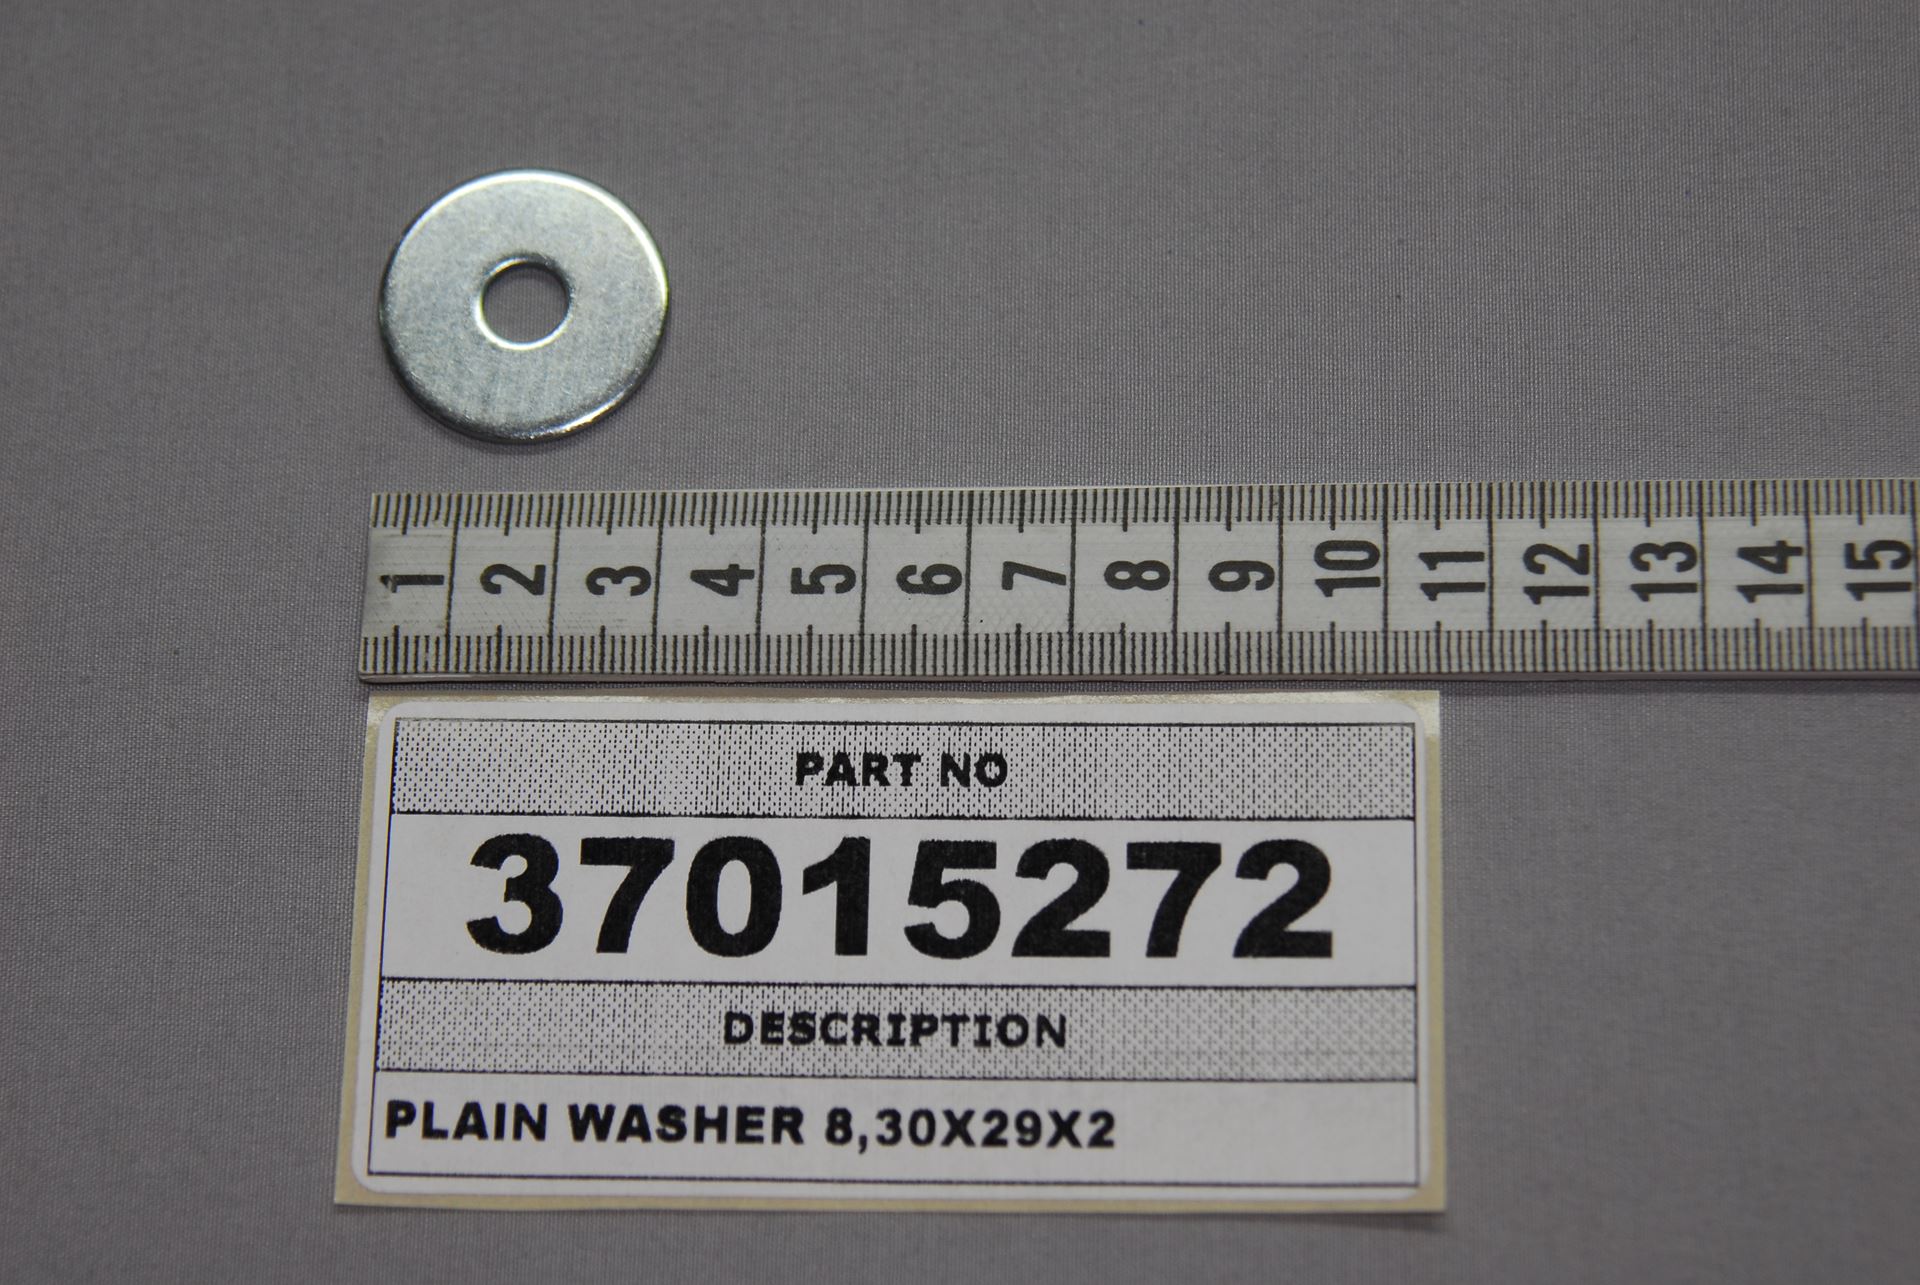 1 2 3 4 5 6 7 8 9 10 11 12 13 14 15
PART NO
37015272
DESCRIPTION
PLAIN WASHER 8,30X29X2